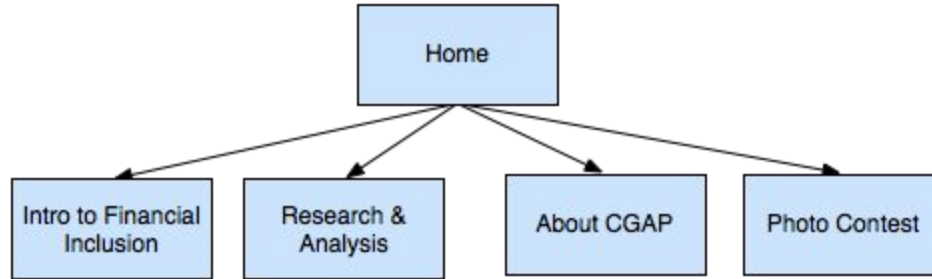 Home
Intro to Financial
Inclusion
Research &
Analysis
About CGAP
Photo Contest